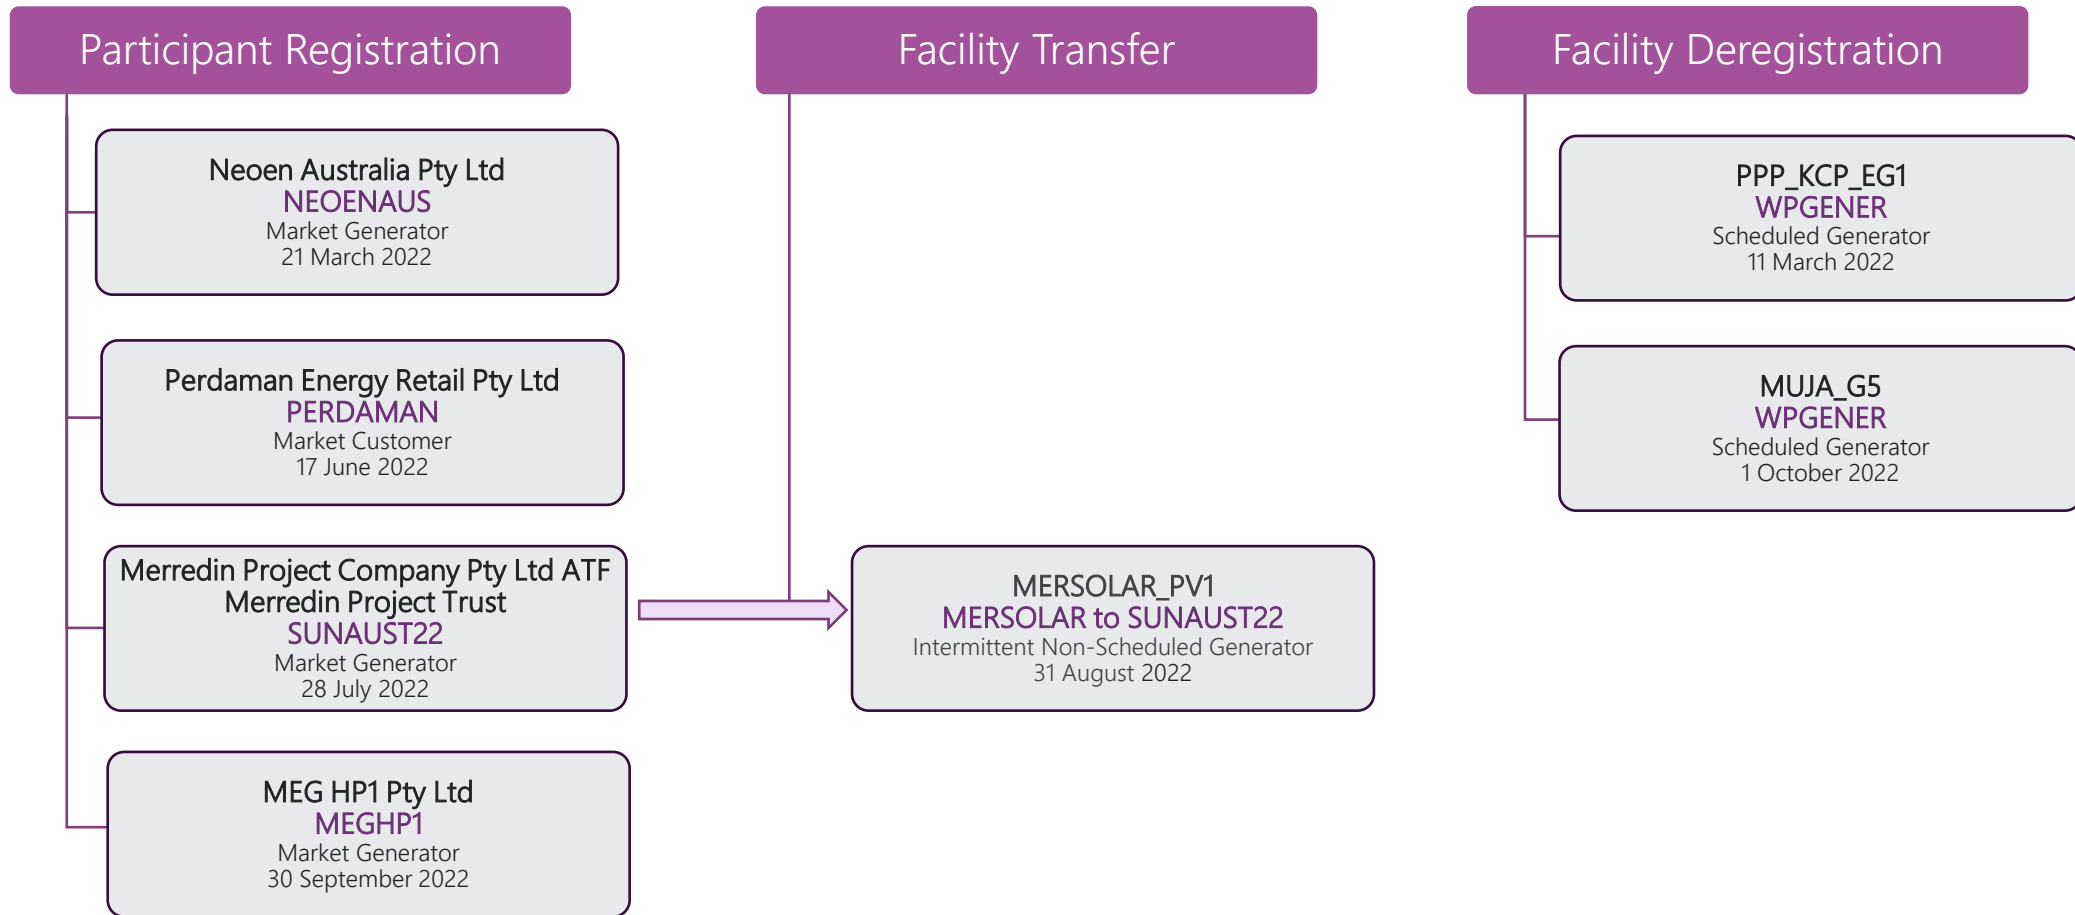 Participant Registration
Neoen Australia Pty Ltd
NEOENAUS
Market Generator
21 March 2022
Perdaman Energy Retail Pty Ltd
PERDAMAN
Market Customer
17 June 2022
Merredin Project Company Pty Ltd ATF
Merredin Project Trust
SUNAUST22
Market Generator
28 July 2022
MEG HP1 Pty Ltd
MEGHP1
Market Generator
30 September 2022
Facility Transfer
MERSOLAR_PV1
MERSOLAR to SUNAUST22
Intermittent Non-Scheduled Generator
31 August 2022
Facility Deregistration
PPP_KCP_EG1
WPGENER
Scheduled Generator
11 March 2022
MUJA_G5
WPGENER
Scheduled Generator
1 October 2022